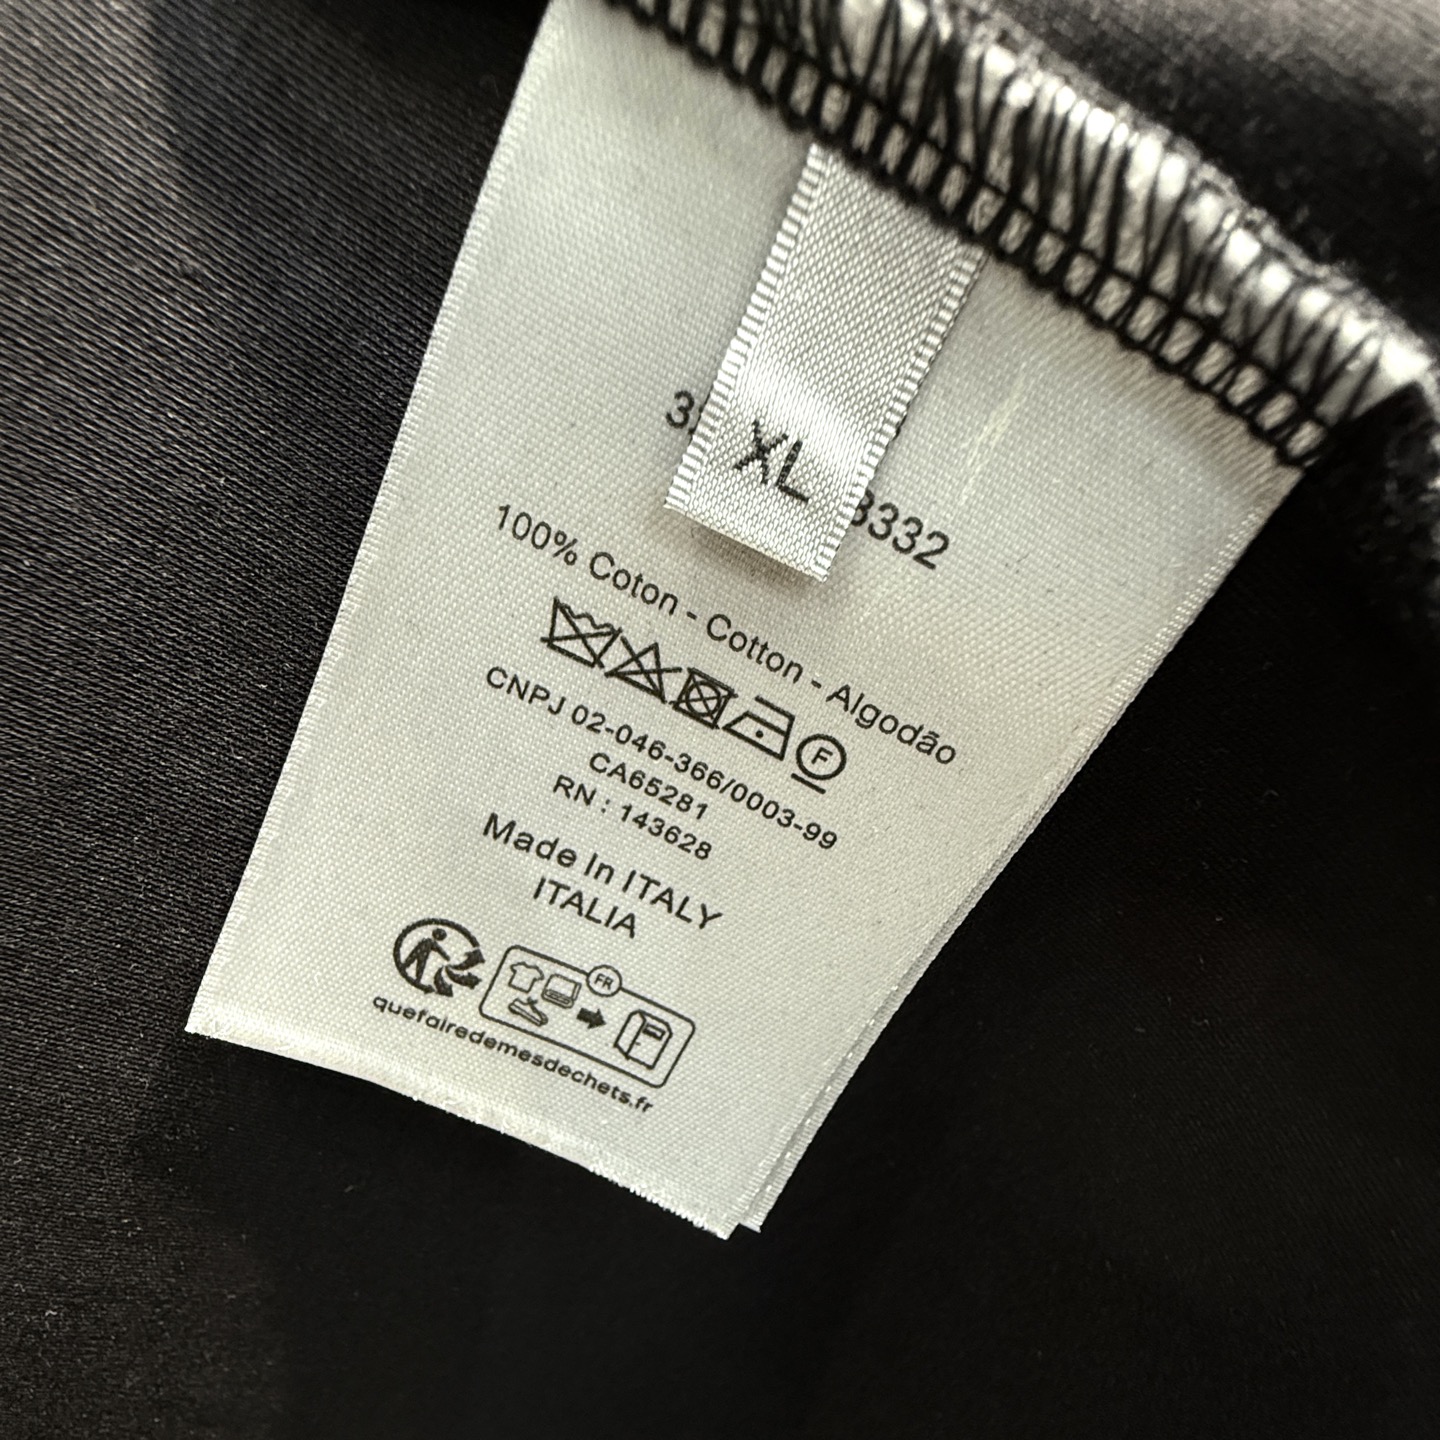 XL
3332
100% Coton - Cotton - Algodão
F
CNPJ 02-046-366/0003-99
CA65281
RN : 143628
Made In ITALY
ITALIA
FR
quefairedemesdechets.fr